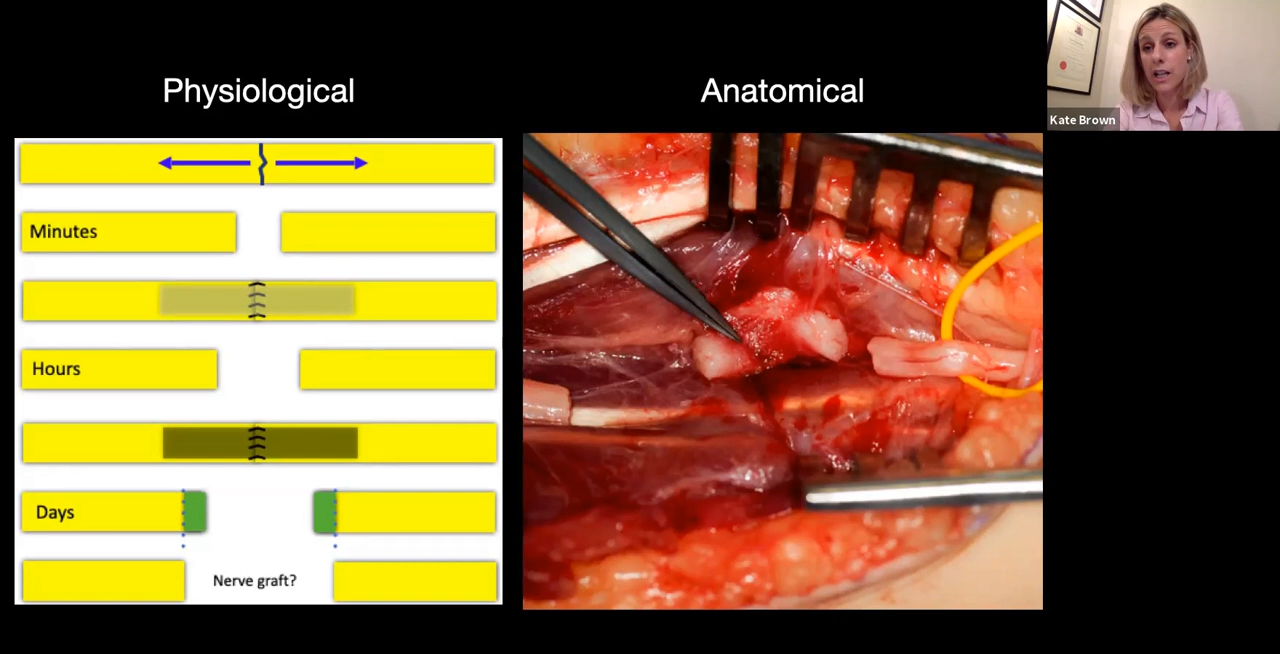 Physiological
Anatomical
Kate Brown
Minutes
Hours
Days
Nerve graft?